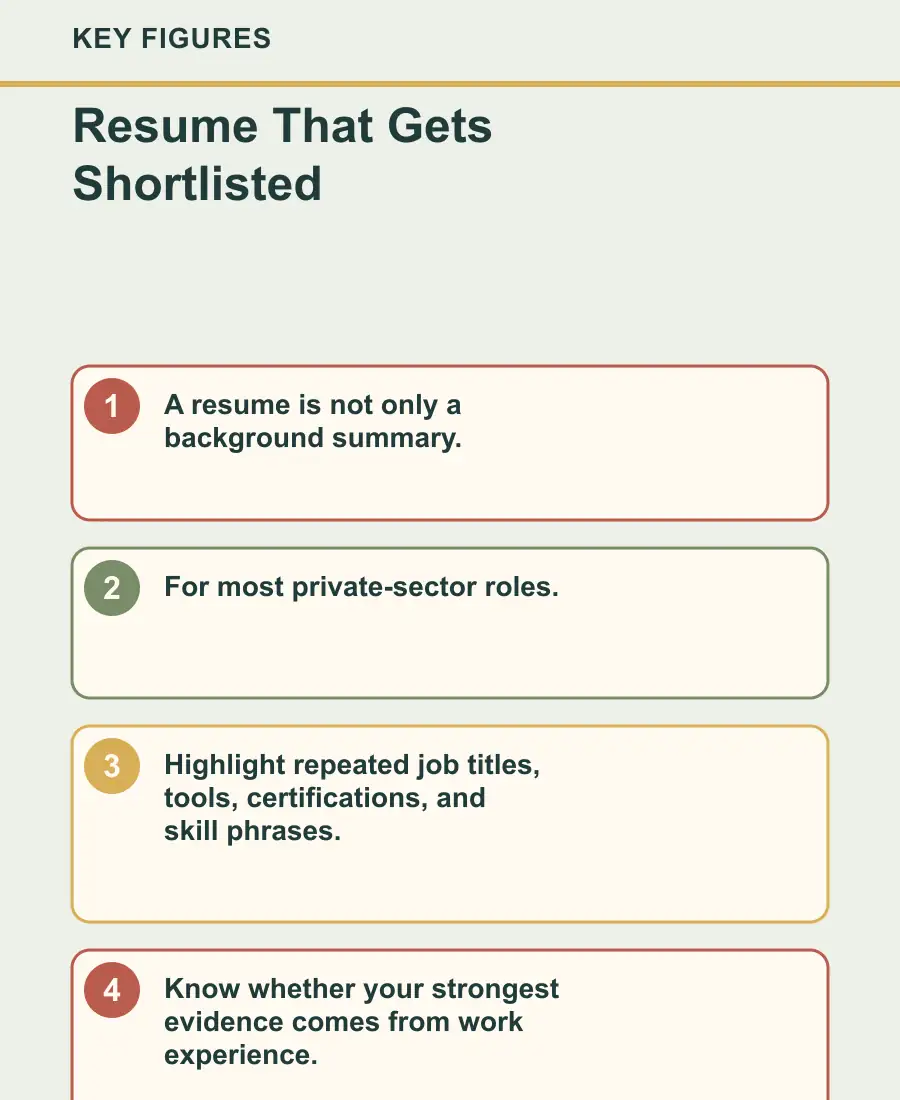 KEY FIGURES
Resume That Gets
Shortlisted
1
A resume is not only a
background summary.
2
For most private-sector roles.
3
Highlight repeated job titles,
tools, certifications, and
skill phrases.
4
Know whether your strongest
evidence comes from work
experience.